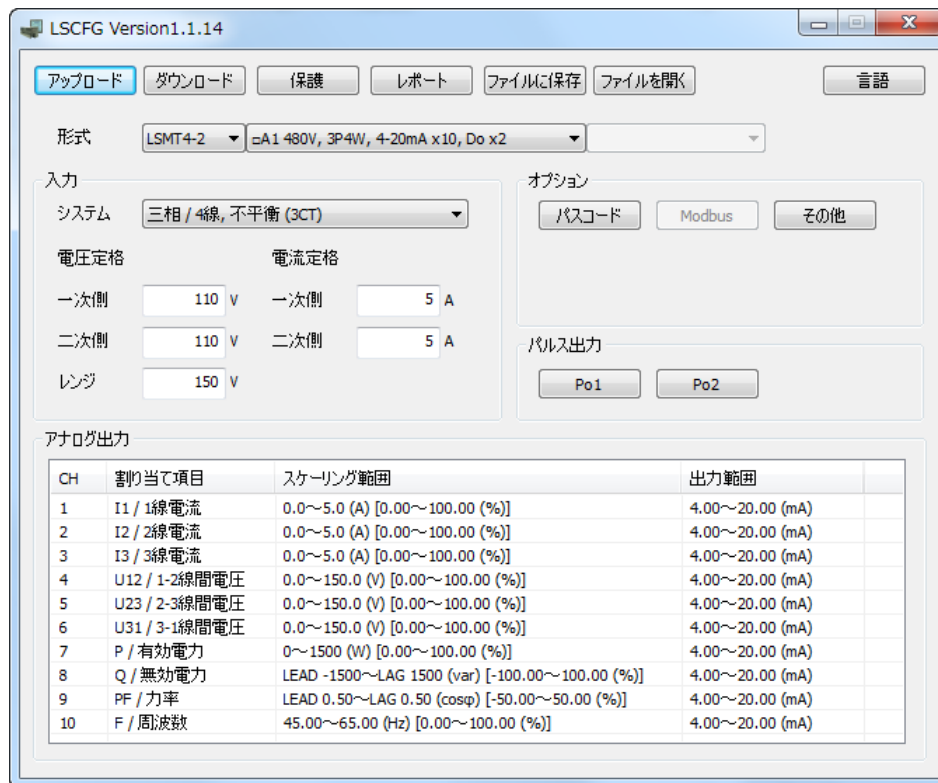 LSCFG Version1.1.14
アップロード ダウンロード 保護 レポート ファイルに保存 ファイルを開く 言語
形式 LSMT4-2 □A1 480V, 3P4W, 4-20mA x10, Do x2
入力
システム 三相 / 4線, 不平衡 (3CT)
電圧定格 電流定格
一次側 110 V 一次側 5 A
二次側 110 V 二次側 5 A
レンジ 150 V
オプション
パスコード Modbus その他
パルス出力
Po1 Po2
アナログ出力
CH 割り当て項目 スケーリング範囲 出力範囲
1 I1 / 1線電流 0.0～5.0 (A) [0.00～100.00 (%)] 4.00～20.00 (mA)
2 I2 / 2線電流 0.0～5.0 (A) [0.00～100.00 (%)] 4.00～20.00 (mA)
3 I3 / 3線電流 0.0～5.0 (A) [0.00～100.00 (%)] 4.00～20.00 (mA)
4 U12 / 1-2線間電圧 0.0～150.0 (V) [0.00～100.00 (%)] 4.00～20.00 (mA)
5 U23 / 2-3線間電圧 0.0～150.0 (V) [0.00～100.00 (%)] 4.00～20.00 (mA)
6 U31 / 3-1線間電圧 0.0～150.0 (V) [0.00～100.00 (%)] 4.00～20.00 (mA)
7 P / 有効電力 0～1500 (W) [0.00～100.00 (%)] 4.00～20.00 (mA)
8 Q / 無効電力 LEAD -1500～LAG 1500 (var) [-100.00～100.00 (%)] 4.00～20.00 (mA)
9 PF / 力率 LEAD 0.50～LAG 0.50 (cosφ) [-50.00～50.00 (%)] 4.00～20.00 (mA)
10 F / 周波数 45.00～65.00 (Hz) [0.00～100.00 (%)] 4.00～20.00 (mA)